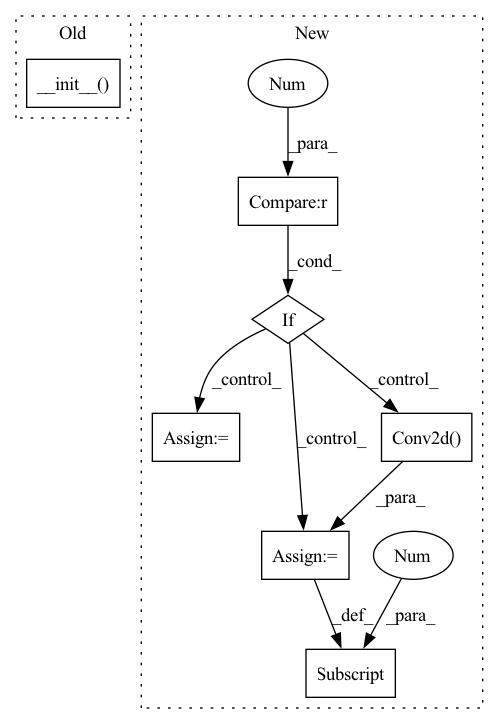 Old
New
__init__()
Num
_para_
Compare:r
_cond_
If
_control_
_control_
_control_
Assign:=
Conv2d()
_para_
Assign:=
Num
_def_
_para_
Subscript